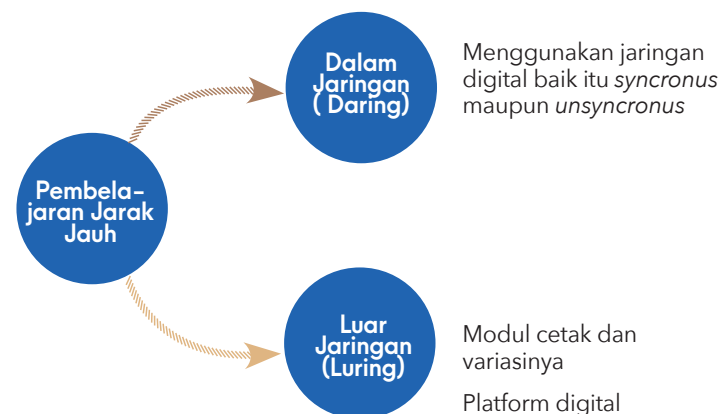 Dalam
Jaringan
( Daring)
Menggunakan jaringan
digital baik itu syncronus
maupun unsyncronus
Pembela-
jaran Jarak
Jauh
Luar
Jaringan
(Luring)
Modul cetak dan
variasinya
Platform digital